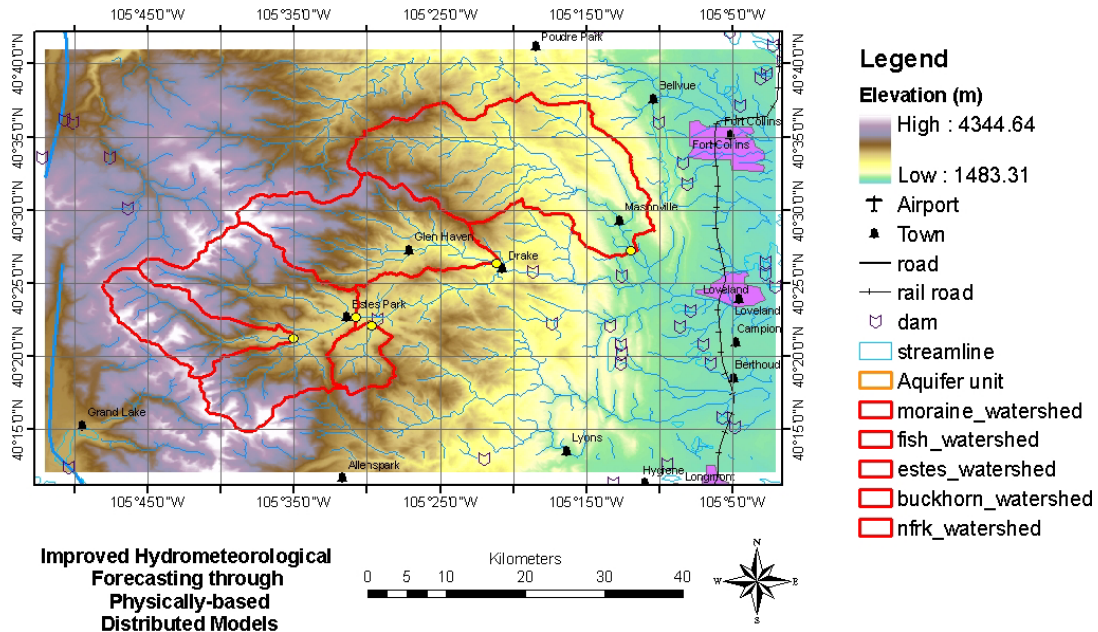 105°45'0"W 105°35'0"W 105°25'0"W 105°15'0"W 105°5'0"W
40°40'0"N
40°35'0"N
40°30'0"N
40°25'0"N
40°20'0"N
40°15'0"N
40°40'0"N
40°35'0"N
40°30'0"N
40°25'0"N
40°20'0"N
40°15'0"N
Poudre Park
Bellvue
Fort Collins
Fort Collins
Masonville
Glen Haven
Drake
Estes Park
Loveland
Loveland
Campion
Berthoud
Grand Lake
Lyons
Allenspark
Hygiene
Longmont
105°45'0"W 105°35'0"W 105°25'0"W 105°15'0"W 105°5'0"W
Legend
Elevation (m)
High : 4344.64
Low : 1483.31
Airport
Town
road
rail road
dam
streamline
Aquifer unit
moraine_watershed
fish_watershed
estes_watershed
buckhorn_watershed
nfrk_watershed
Improved Hydrometeorological
Forecasting through
Physically-based
Distributed Models
Kilometers
0 5 10 20 30 40
N
W E
S